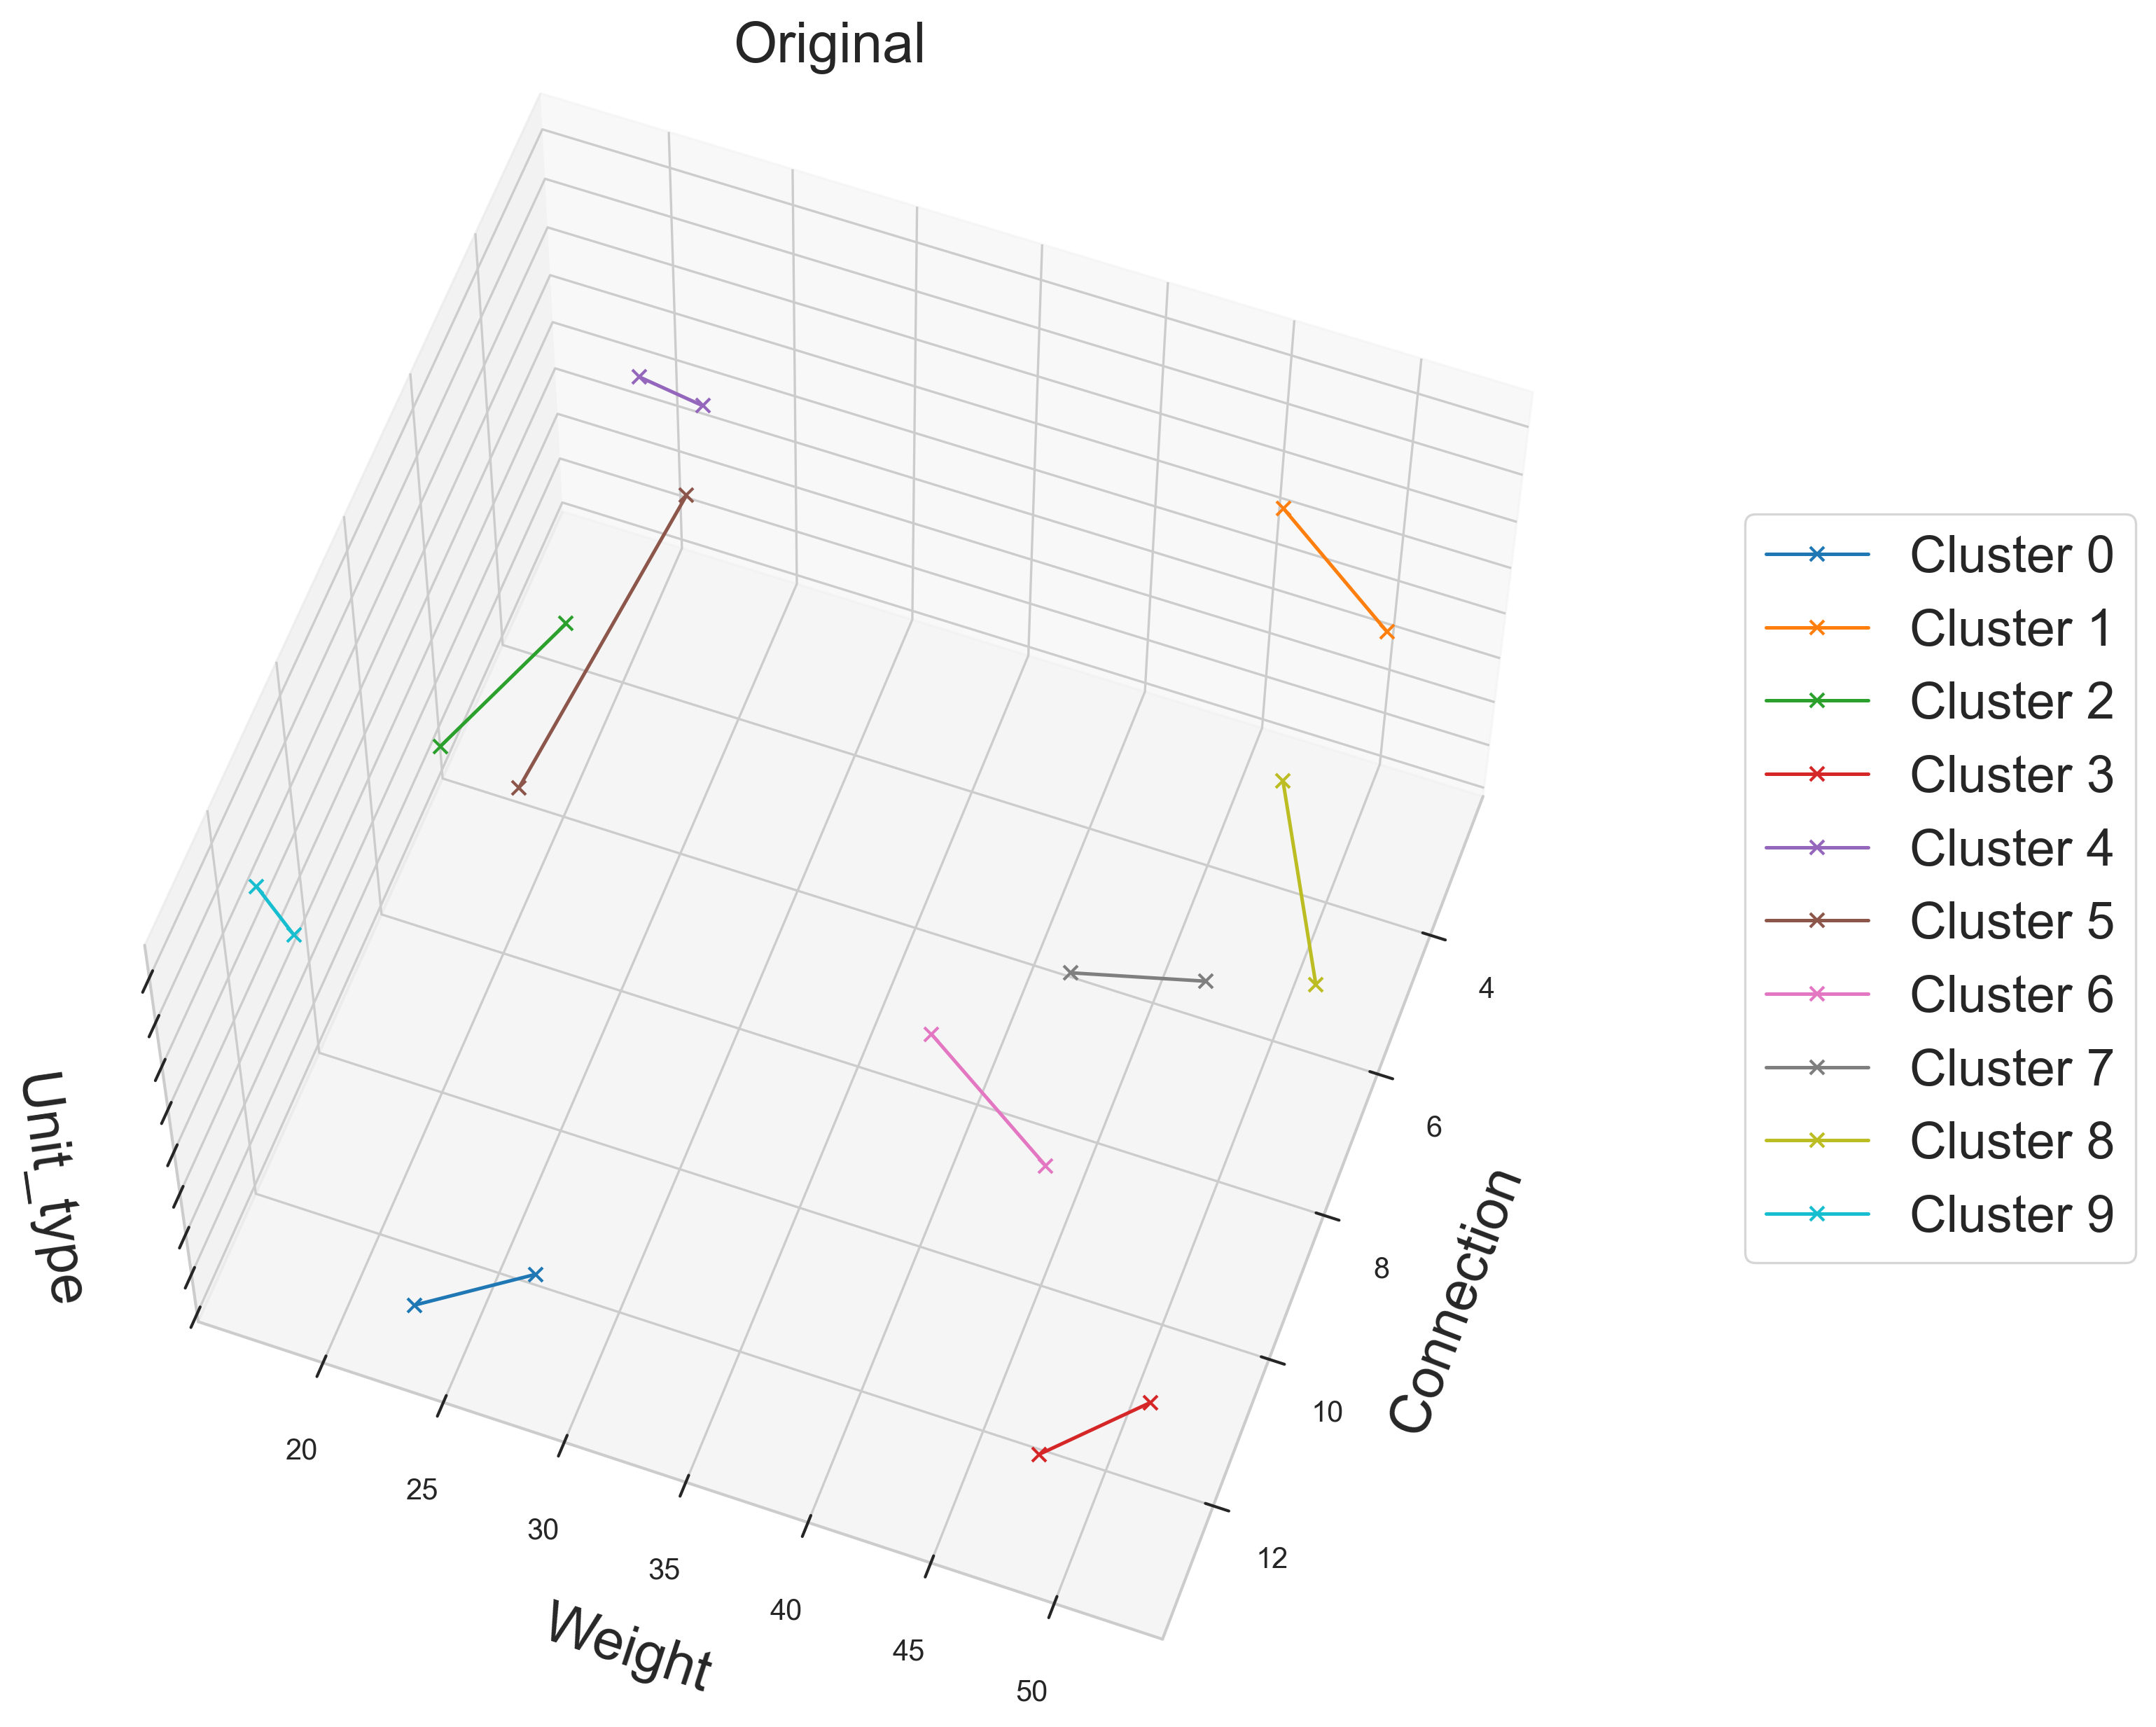 Original
Cluster 0
Cluster 1
Cluster 2
Cluster 3
Cluster 4
Cluster 5
Cluster 6
Cluster 7
Cluster 8
Cluster 9
Unit_type
20
25
30
35
40
45
50
Weight
4
6
8
10
12
Connection